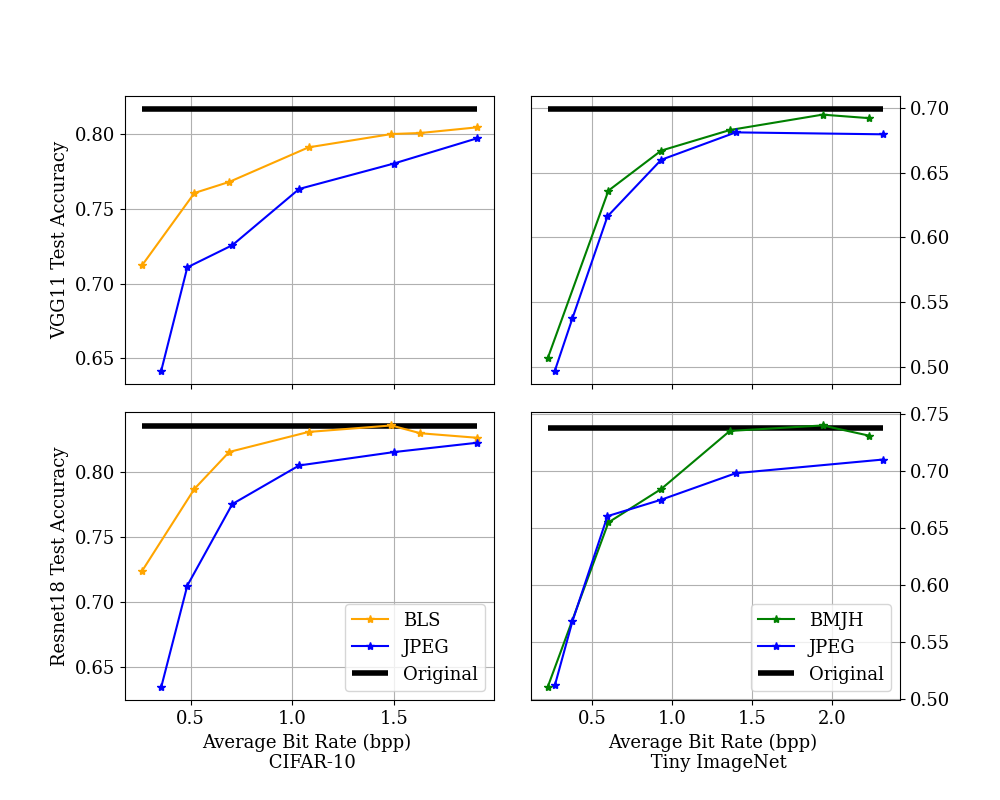 0.80
0.75
0.70
0.65
VGG11 Test Accuracy
0.70
0.65
0.60
0.55
0.50
0.80
0.75
0.70
0.65
Resnet18 Test Accuracy
BLS
JPEG
Original
0.5 1.0 1.5
Average Bit Rate (bpp)
CIFAR-10
0.75
0.70
0.65
0.60
0.55
0.50
BMJH
JPEG
Original
0.5 1.0 1.5 2.0
Average Bit Rate (bpp)
Tiny ImageNet